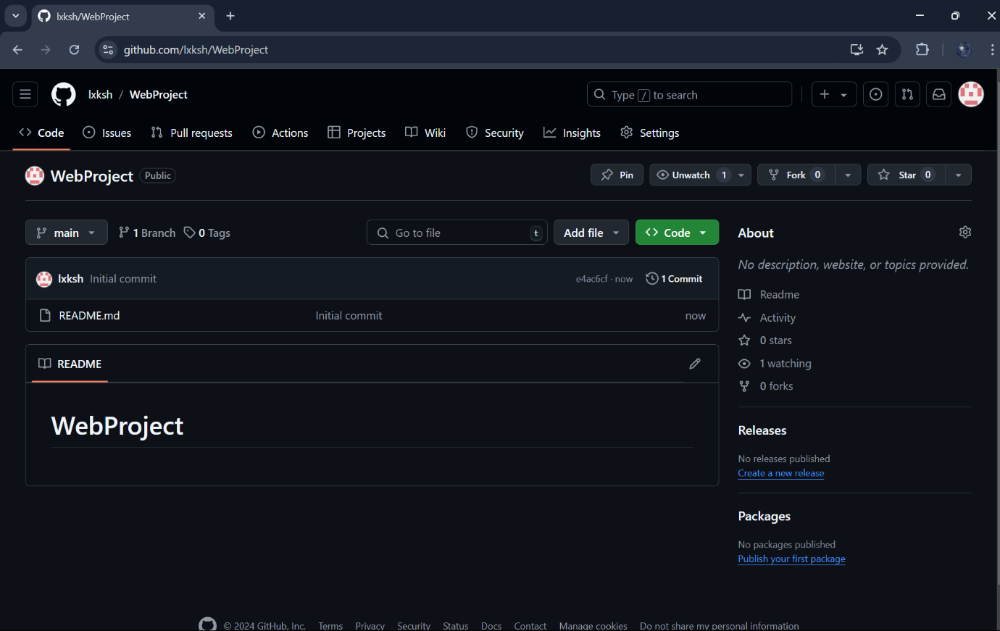 lxksh/WebProject
github.com/lxksh/WebProject
lxksh / WebProject
Type / to search
Code Issues Pull requests Actions Projects Wiki Security Insights Settings
WebProject Public
Pin Unwatch 1 Fork 0 Star 0
main 1 Branch 0 Tags Go to file t Add file Code
lxksh Initial commit e4ac6cf · now 1 Commit
README.md Initial commit now
README
WebProject
About
No description, website, or topics provided.
Readme
Activity
0 stars
1 watching
0 forks
Releases
No releases published
Create a new release
Packages
No packages published
Publish your first package
© 2024 GitHub, Inc. Terms Privacy Security Status Docs Contact Manage cookies Do not share my personal information